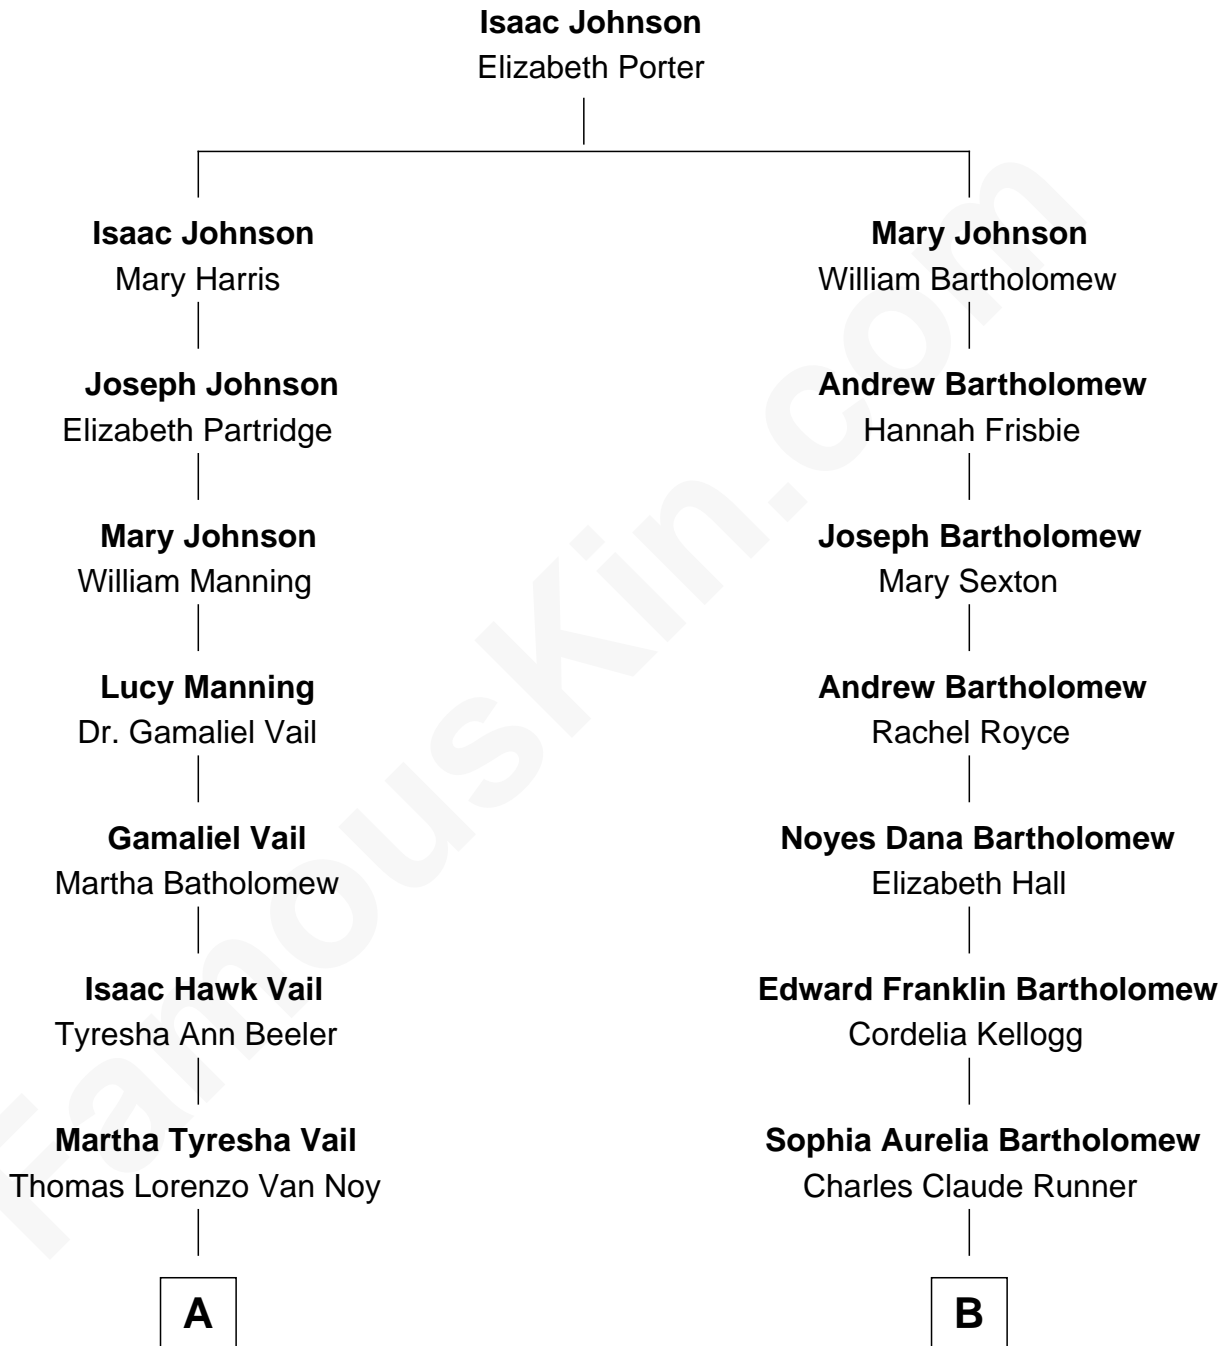 Isaac Johnson
Elizabeth Porter
Isaac Johnson
Mary Harris
Mary Johnson
William Bartholomew
Joseph Johnson
Elizabeth Partridge
Andrew Bartholomew
Hannah Frisbie
Mary Johnson
William Manning
Joseph Bartholomew
Mary Sexton
Lucy Manning
Dr. Gamaliel Vail
Andrew Bartholomew
Rachel Royce
Gamaliel Vail
Martha Batholomew
Noyes Dana Bartholomew
Elizabeth Hall
Isaac Hawk Vail
Tyresha Ann Beeler
Edward Franklin Bartholomew
Cordelia Kellogg
Martha Tyresha Vail
Thomas Lorenzo Van Noy
Sophia Aurelia Bartholomew
Charles Claude Runner
A
B
FamousKin.com